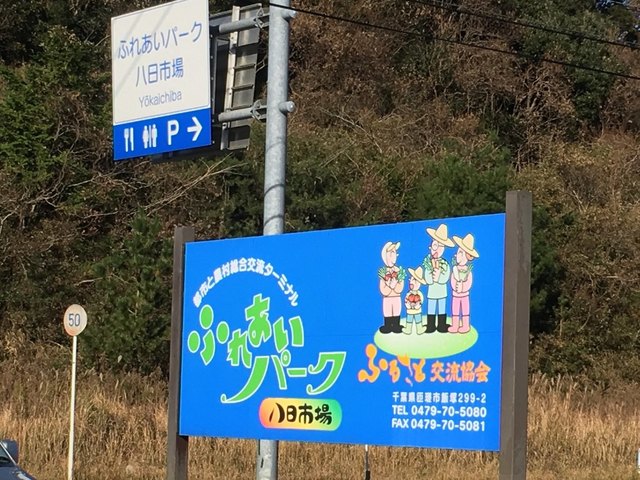 ふれあいパーク
八日市場
Yōkaichiba
P
50
都市と農村総合交流ターミナル
ふれあい
パーク
八日市場
ふるさと交流協会
千葉県匝瑳市飯塚299-2
TEL 0479-70-5080
FAX 0479-70-5081